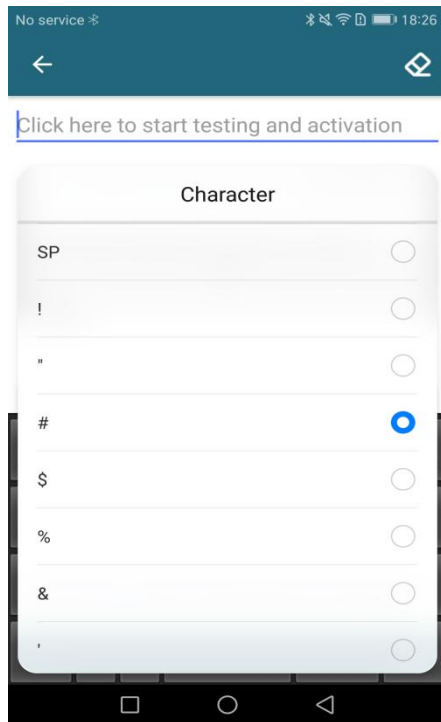 No service 18:26
Click here to start testing and activation
Character
SP
!
"
#
$
%
&
'